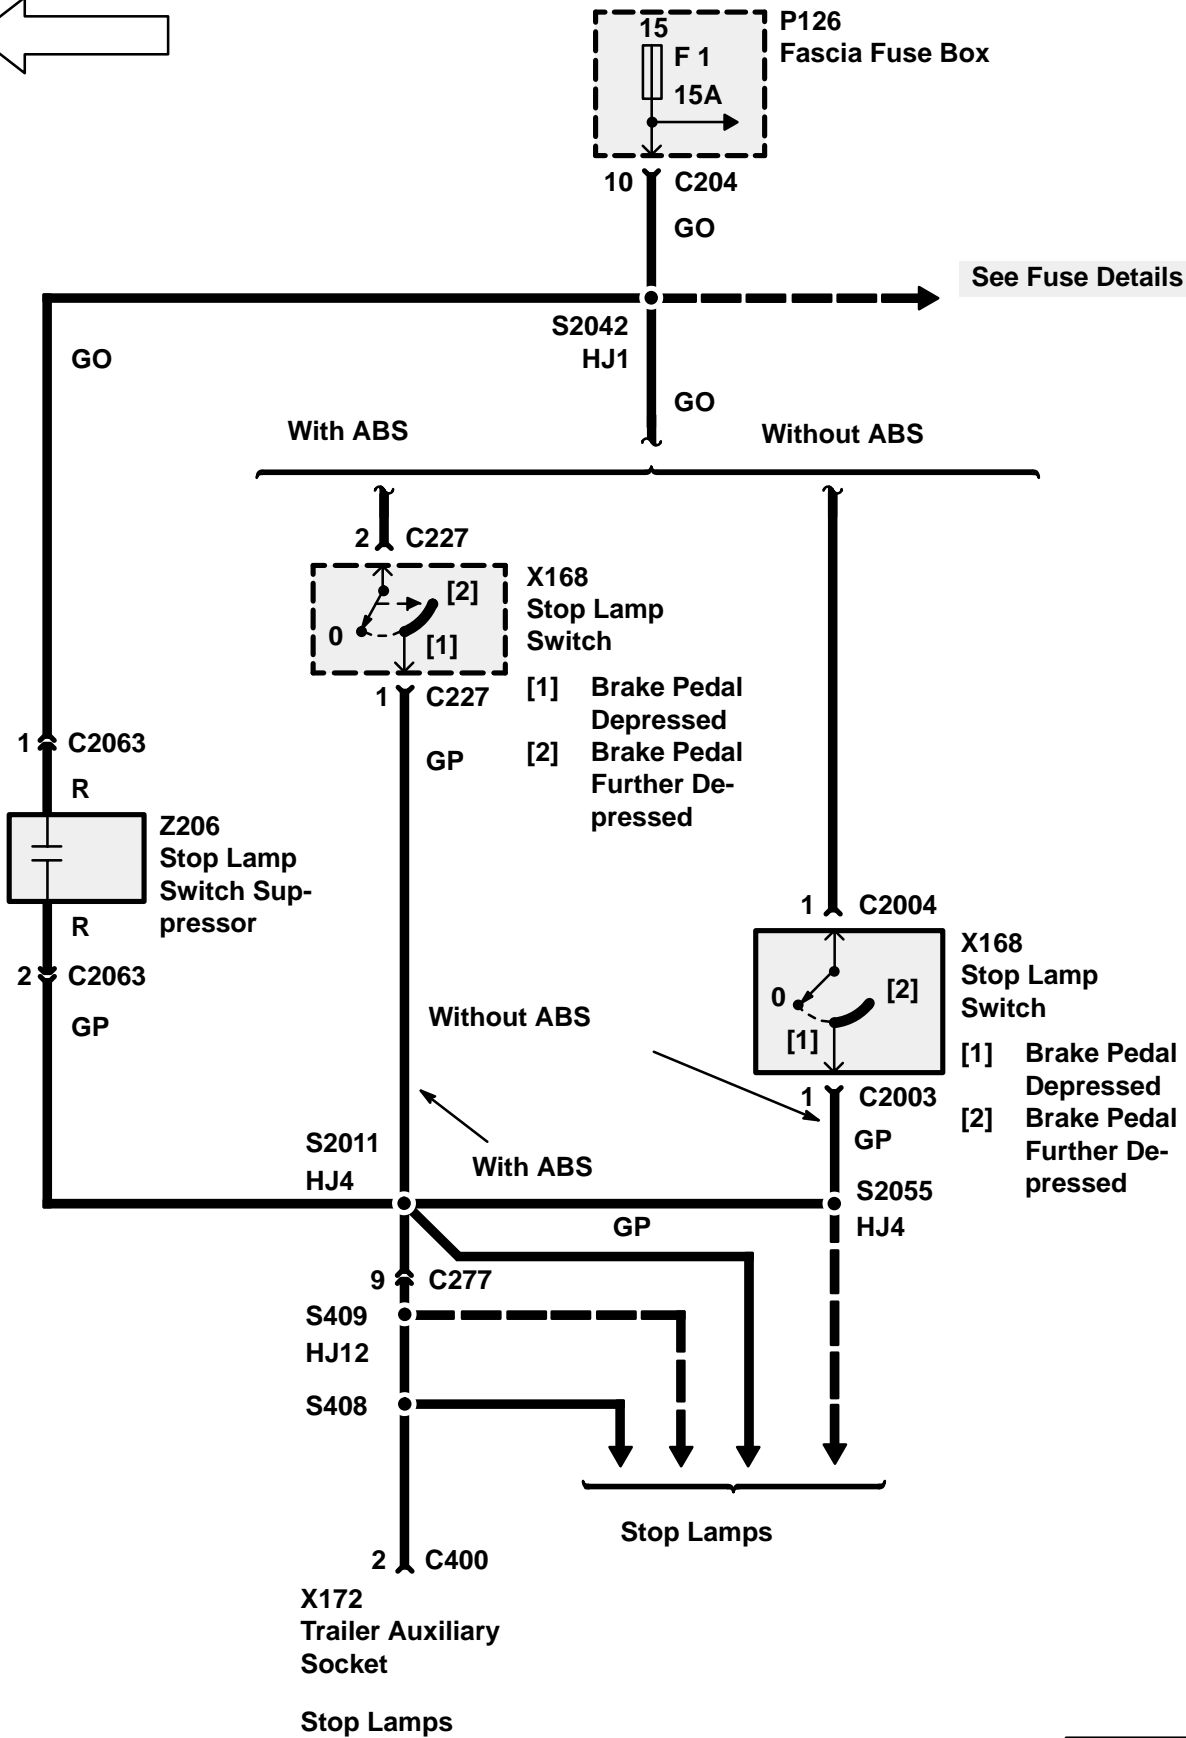 15
F 1
15A
P126
Fascia Fuse Box
10 C204
GO
See Fuse Details
S2042
HJ1
GO
GO
With ABS
Without ABS
2 C227
[2]
0
[1]
X168
Stop Lamp
Switch
1 C227
[1] Brake Pedal
Depressed
[2] Brake Pedal
Further De-
pressed
GP
1 C2063
R
Z206
Stop Lamp
Switch Sup-
pressor
R
2 C2063
GP
1 C2004
X168
Stop Lamp
Switch
0
[2]
[1]
[1] Brake Pedal
Depressed
[2] Brake Pedal
Further De-
pressed
Without ABS
1 C2003
GP
S2011
HJ4
With ABS
S2055
HJ4
GP
9 C277
S409
HJ12
S408
Stop Lamps
2 C400
X172
Trailer Auxiliary
Socket
Stop Lamps